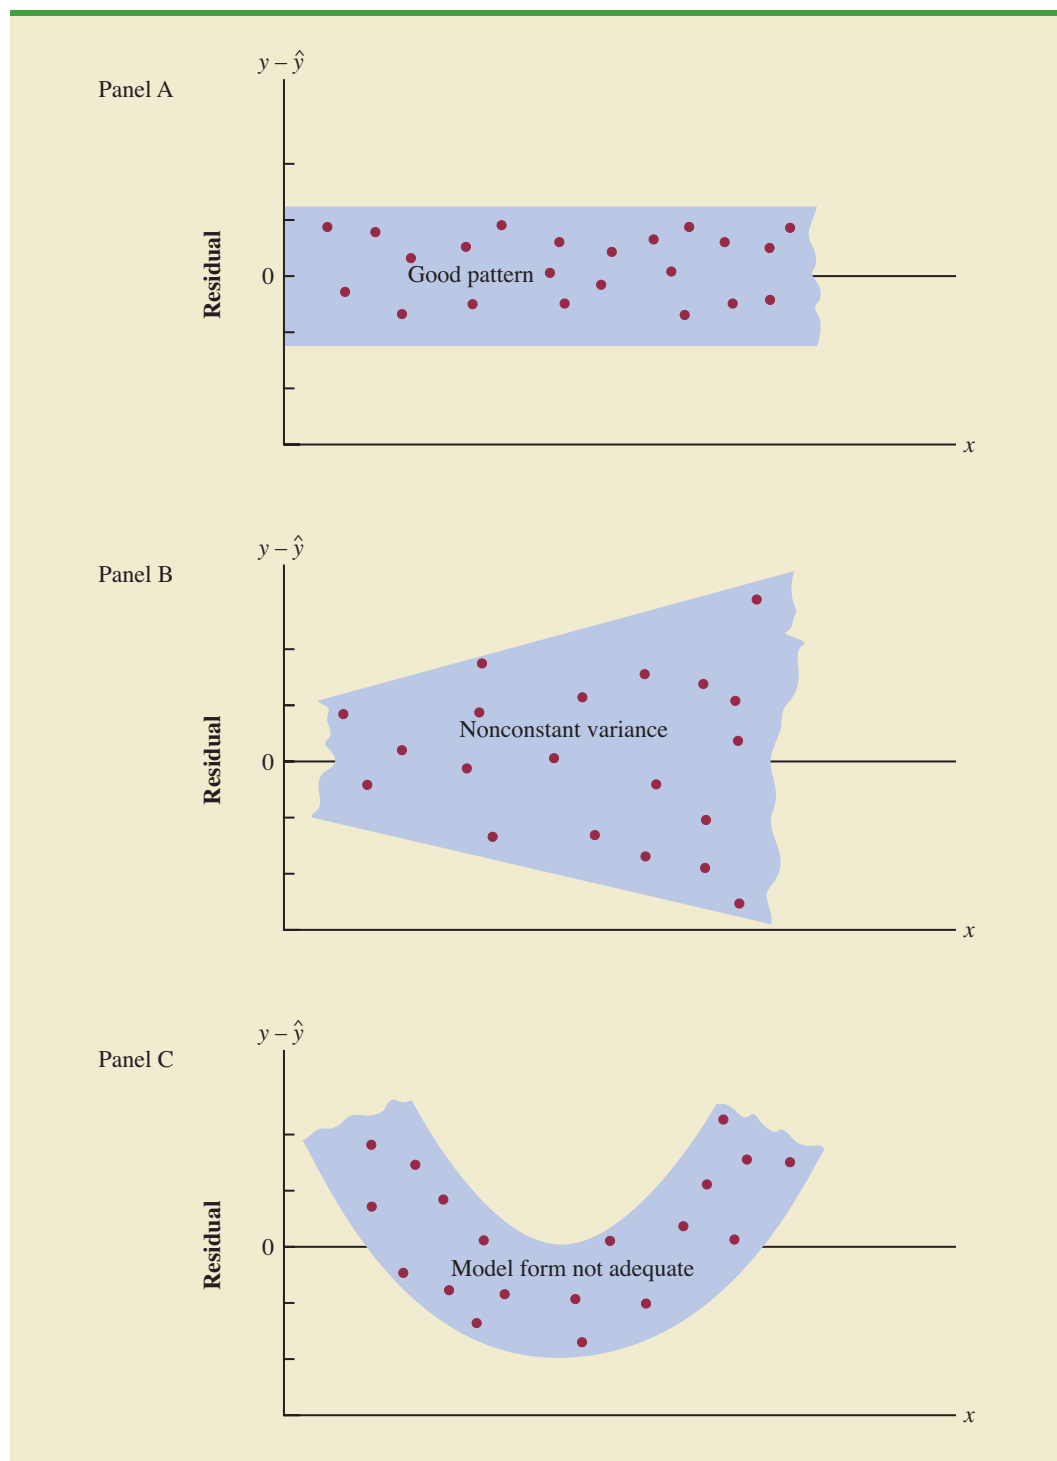 y – ŷ
Panel A
Residual
0
Good pattern
x
y – ŷ
Panel B
Residual
0
Nonconstant variance
x
y – ŷ
Panel C
Residual
0
Model form not adequate
x